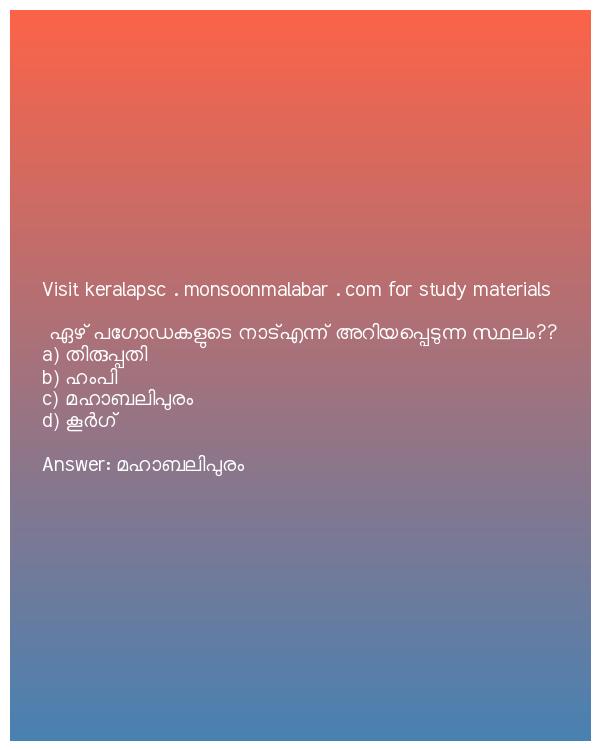 Visit keralapsc . monsoonmalabar . com for study materials
ഏഴ് പഗോഡകളുടെ നാട്എന്ന് അറിയപ്പെടുന്ന സ്ഥലം??
a) തിരുപ്പതി
b) ഹംപി
c) മഹാബലിപുരം
d) കൂർഗ്
Answer: മഹാബലിപുരം